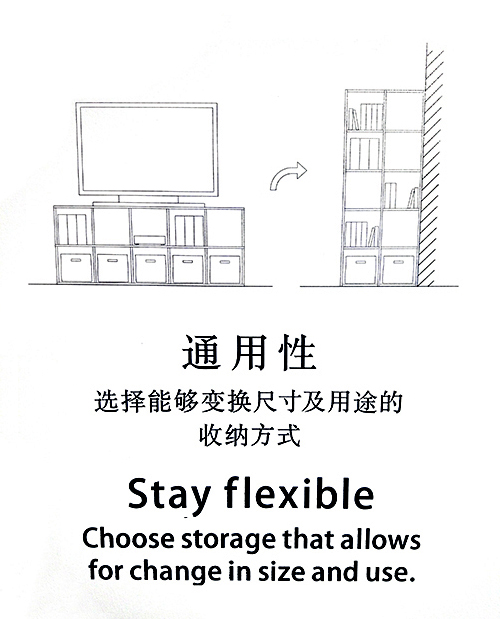 通用性
选择能够变换尺寸及用途的
收纳方式
Stay flexible
Choose storage that allows
for change in size and use.